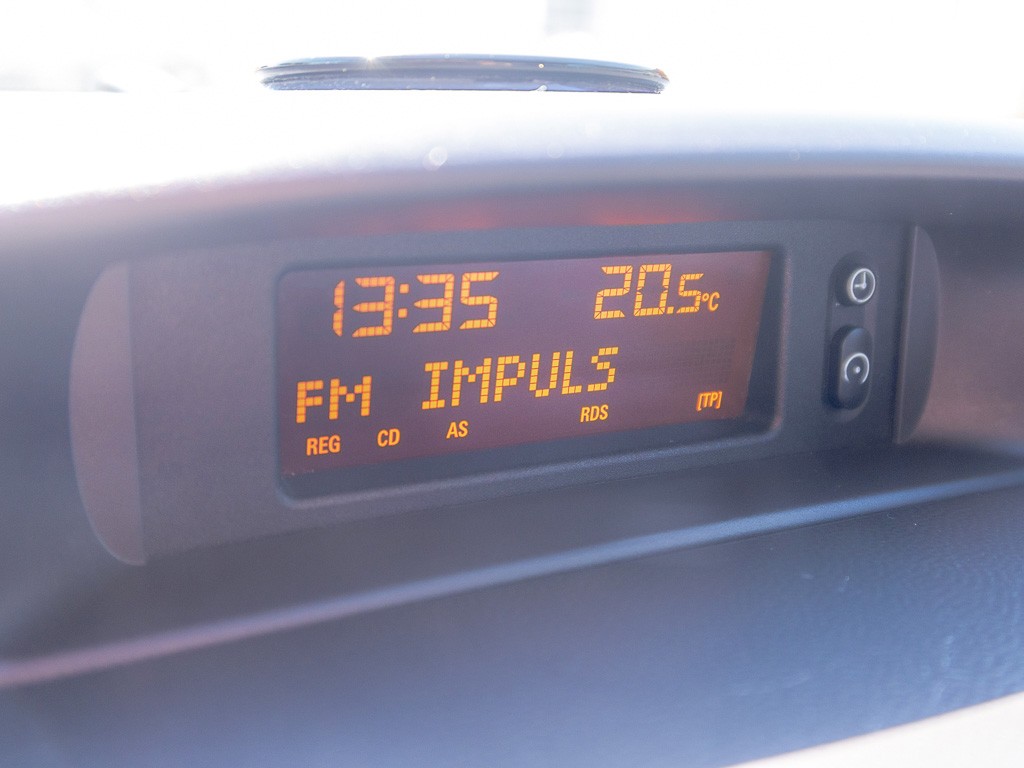 13:35 20.5°C
FM IMPULS
REG CD AS RDS [TP]